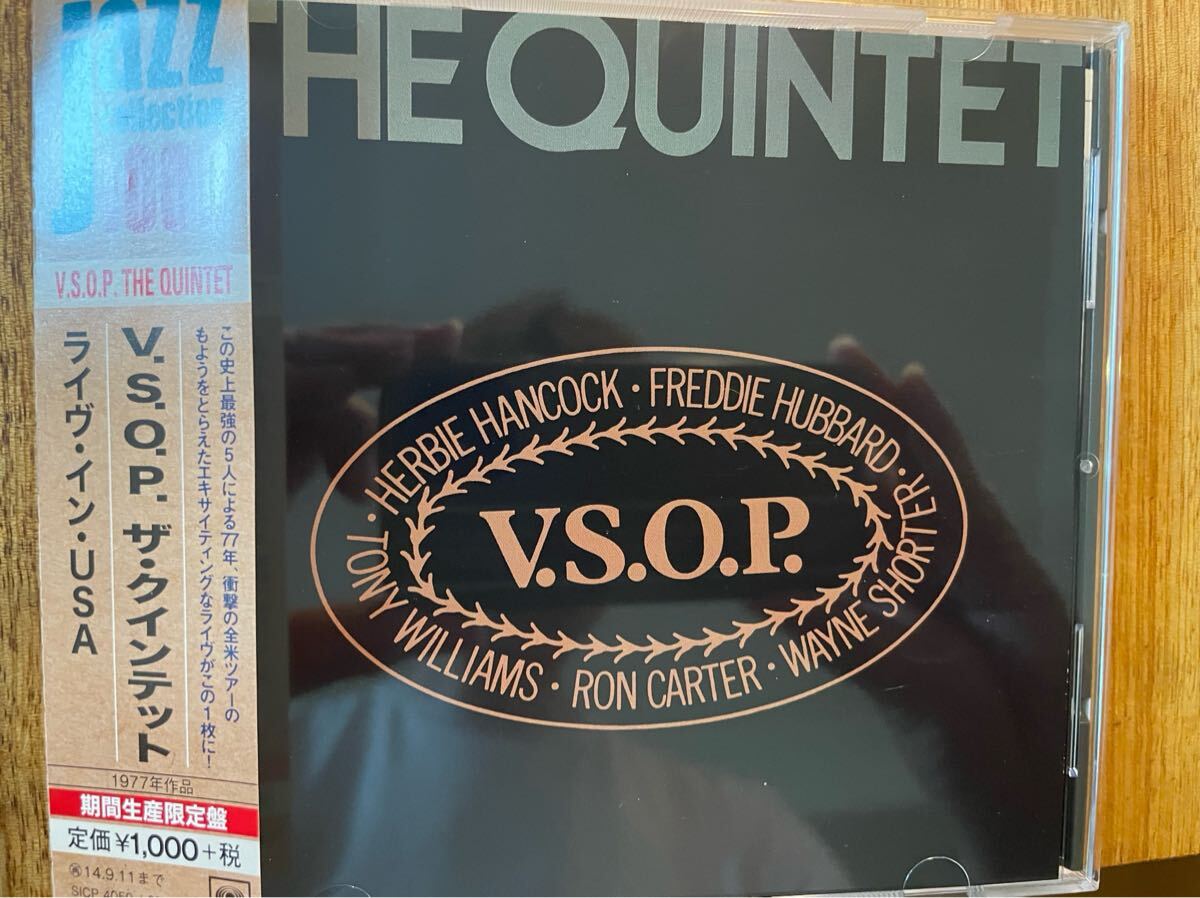 Jazz
Collection
THE QUINTET
V.S.O.P. THE QUINTET
この史上最強の5人による77年、衝撃の全米ツアーの
もようをとらえたエキサイティングなライヴがこの1枚に!
V.S.O.P. ザ・クインテット
ライヴ・イン・USA
1977年作品
期間生産限定盤
定価¥1,000+税
14.9.11まで
SICP
HERBIE HANCOCK · FREDDIE HUBBARD ·
WAYNE SHORTER
· RON CARTER ·
TONY WILLIAMS
V.S.O.P.